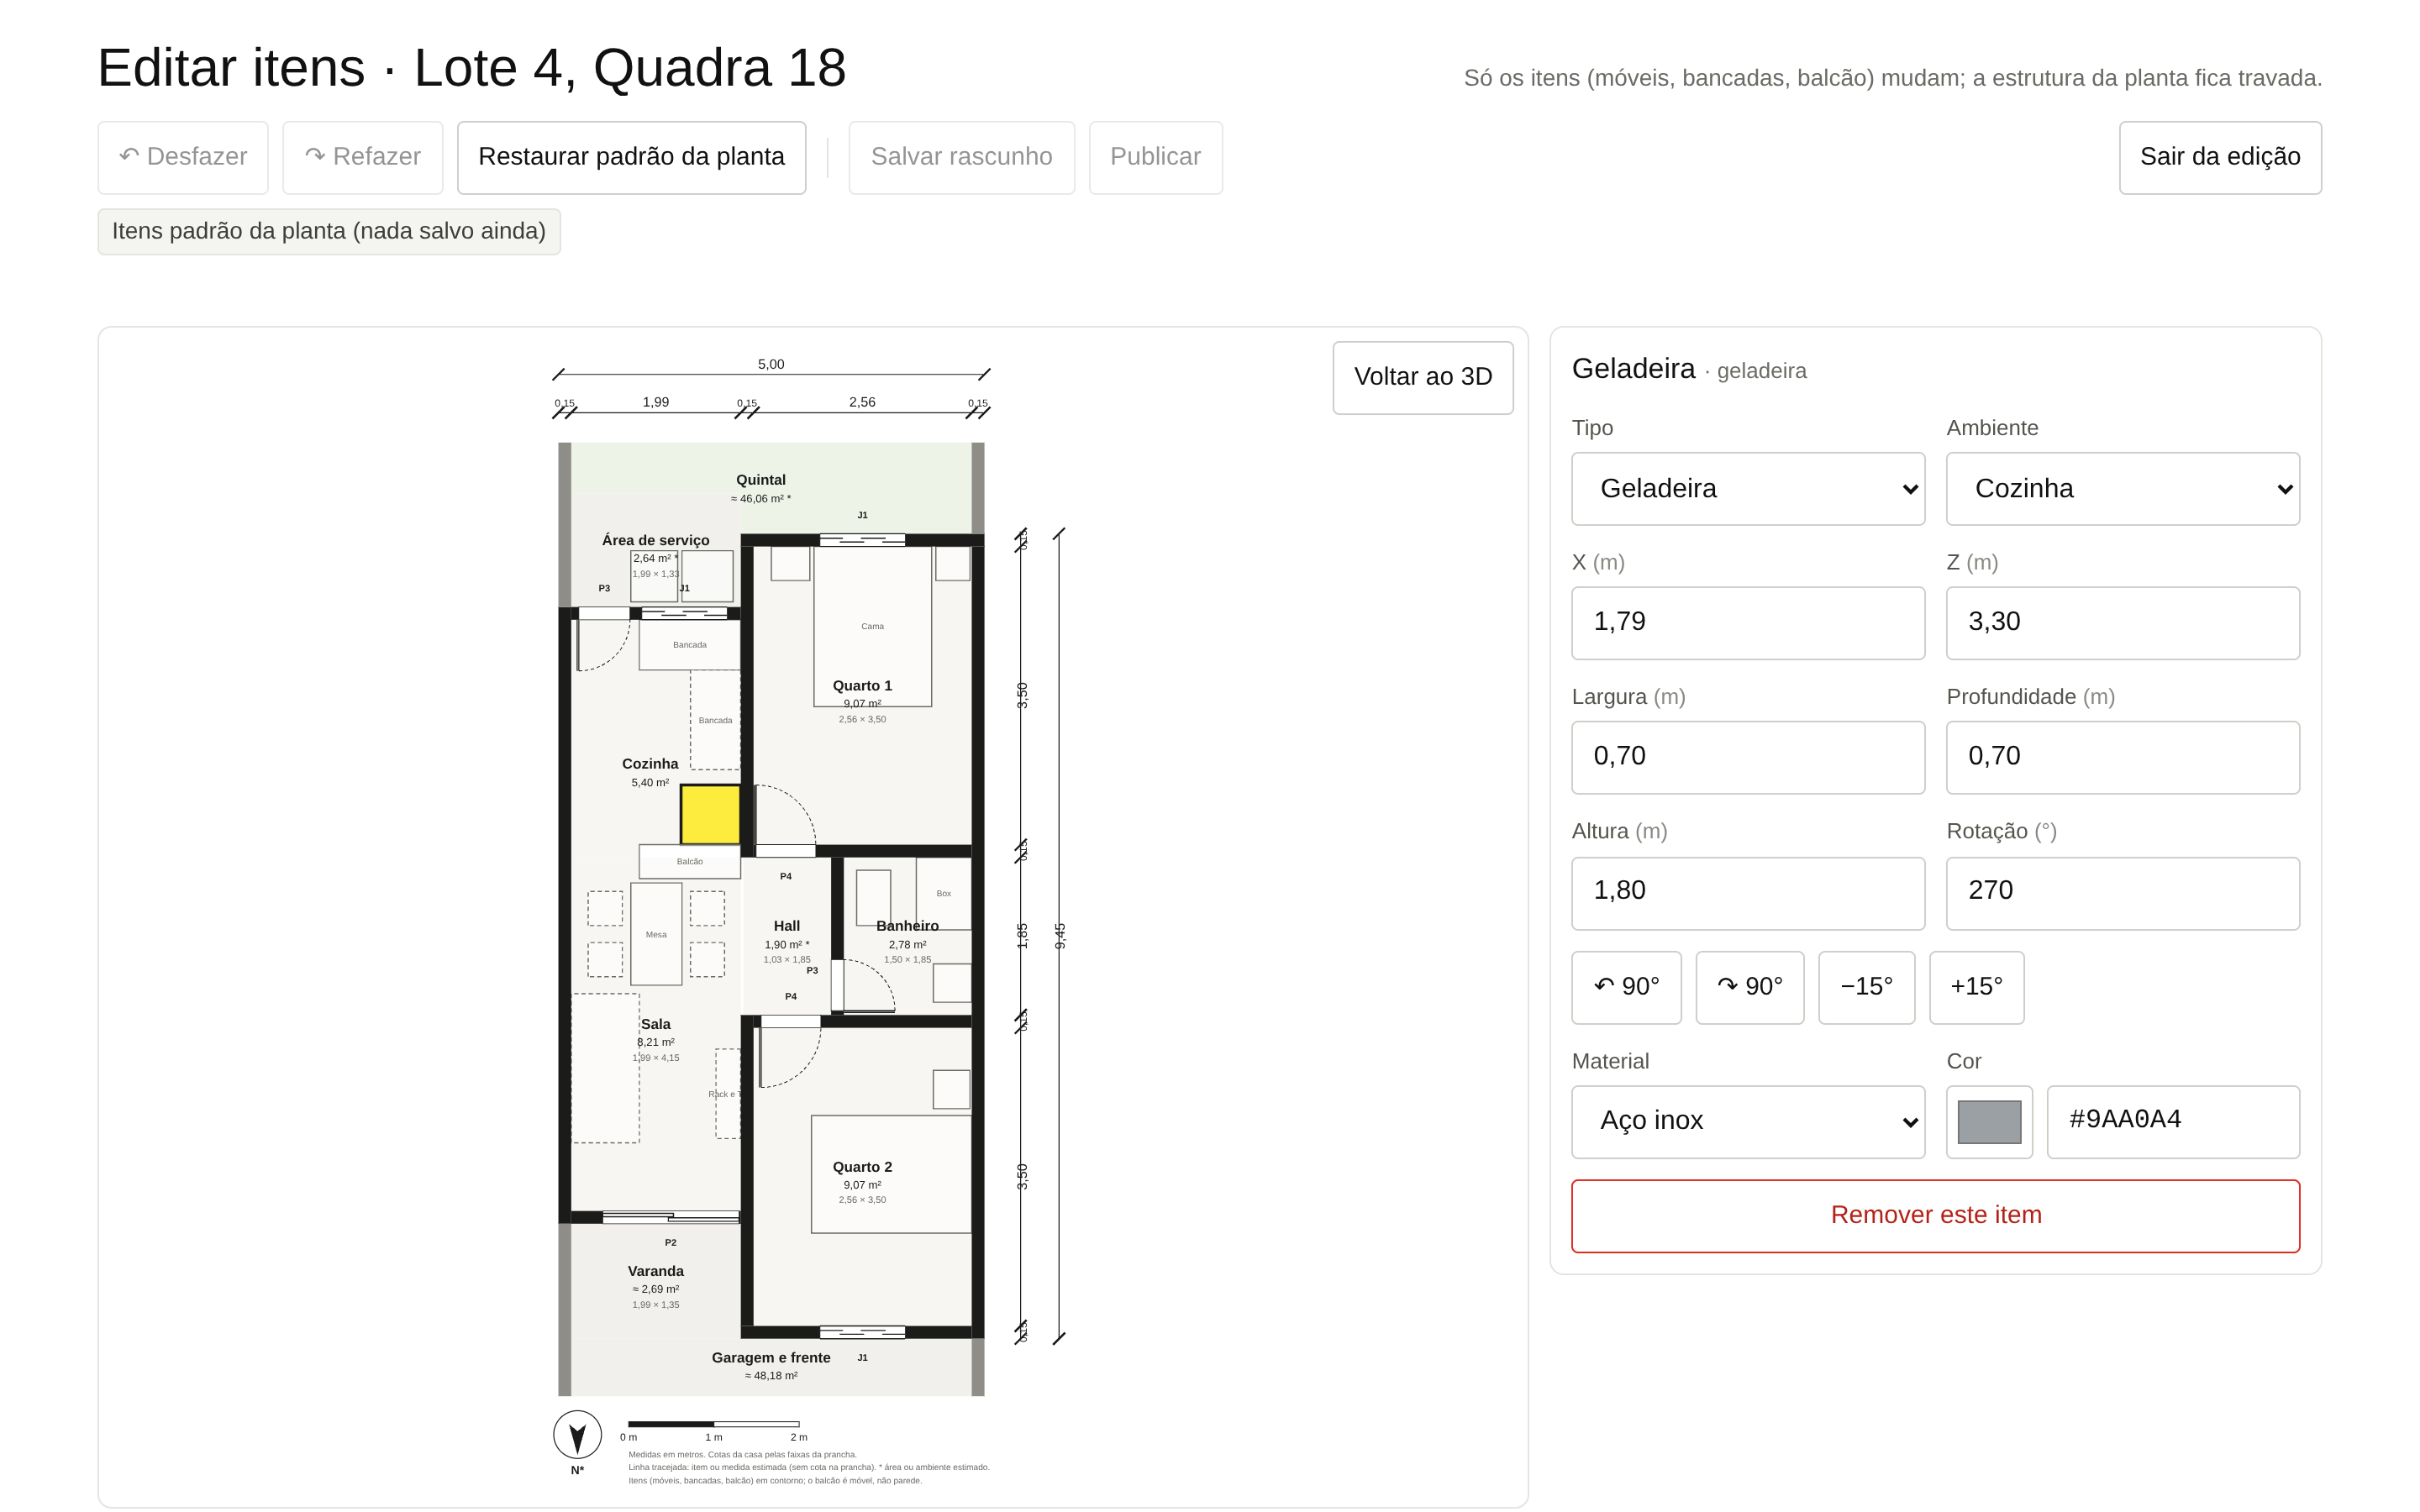 Editar itens · Lote 4, Quadra 18
Só os itens (móveis, bancadas, balcão) mudam; a estrutura da planta fica travada.
↶ Desfazer
↷ Refazer
Restaurar padrão da planta
Salvar rascunho
Publicar
Sair da edição
Itens padrão da planta (nada salvo ainda)
Voltar ao 3D
5,00
0,15
1,99
0,15
2,56
0,15
Quintal
≈ 46,06 m² *
J1
Área de serviço
2,64 m² *
1,99 × 1,33
P3
J1
Bancada
Bancada
Cama
Quarto 1
9,07 m²
2,56 × 3,50
Cozinha
5,40 m²
Balcão
P4
Mesa
Hall
1,90 m² *
1,03 × 1,85
P3
P4
Box
Banheiro
2,78 m²
1,50 × 1,85
Sala
8,21 m²
1,99 × 4,15
Rack e T
Quarto 2
9,07 m²
2,56 × 3,50
P2
Varanda
≈ 2,69 m²
1,99 × 1,35
Garagem e frente
≈ 48,18 m²
J1
0,15
3,50
0,15
1,85
0,15
3,50
0,15
9,45
N*
0 m
1 m
2 m
Medidas em metros. Cotas da casa pelas faixas da prancha.
Linha tracejada: item ou medida estimada (sem cota na prancha). * área ou ambiente estimado.
Itens (móveis, bancadas, balcão) em contorno; o balcão é móvel, não parede.
Geladeira · geladeira
Tipo
Ambiente
Geladeira
Cozinha
X (m)
Z (m)
1,79
3,30
Largura (m)
Profundidade (m)
0,70
0,70
Altura (m)
Rotação (°)
1,80
270
↶ 90°
↷ 90°
−15°
+15°
Material
Cor
Aço inox
#9AA0A4
Remover este item